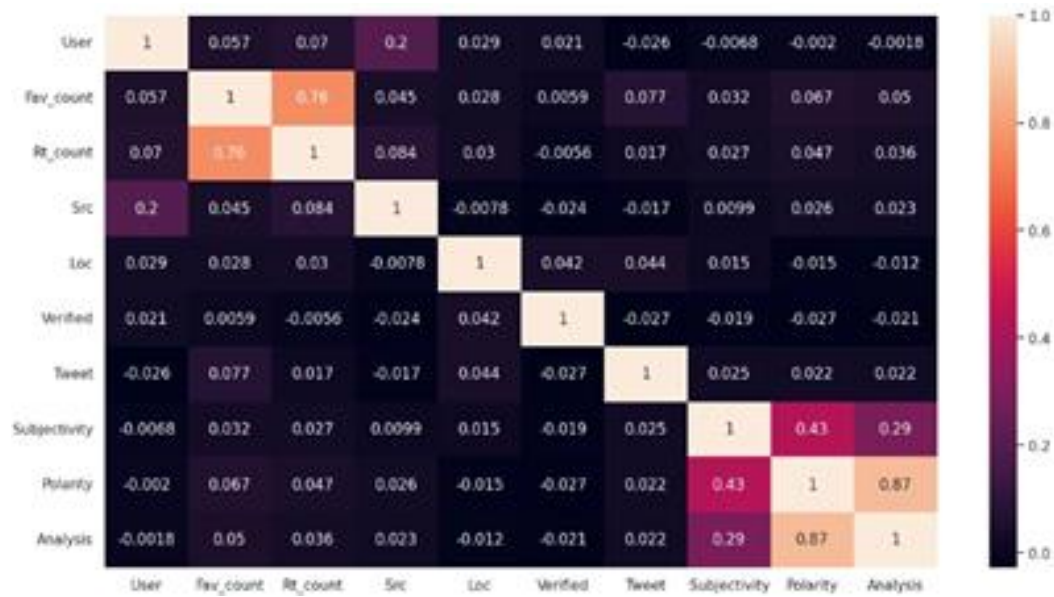 User 1 0.057 0.07 0.2 0.029 0.021 -0.026 -0.0068 -0.002 -0.0018
Fav_count 0.057 1 0.76 0.045 0.028 0.0059 0.077 0.032 0.067 0.05
Rt_count 0.07 0.76 1 0.084 0.03 -0.0056 0.017 0.027 0.047 0.036
Src 0.2 0.045 0.084 1 -0.0078 -0.024 -0.017 0.0099 0.026 0.023
Loc 0.029 0.028 0.03 -0.0078 1 0.042 0.044 0.015 -0.015 -0.012
Verified 0.021 0.0059 -0.0056 -0.024 0.042 1 -0.027 -0.019 -0.027 -0.021
Tweet -0.026 0.077 0.017 -0.017 0.044 -0.027 1 0.025 0.022 0.022
Subjectivity -0.0068 0.032 0.027 0.0099 0.015 -0.019 0.025 1 0.43 0.29
Polarity -0.002 0.067 0.047 0.026 -0.015 -0.027 0.022 0.43 1 0.87
Analysis -0.0018 0.05 0.036 0.023 -0.012 -0.021 0.022 0.29 0.87 1
User Fav_count Rt_count Src Loc Verified Tweet Subjectivity Polarity Analysis
1.0
0.8
0.6
0.4
0.2
0.0